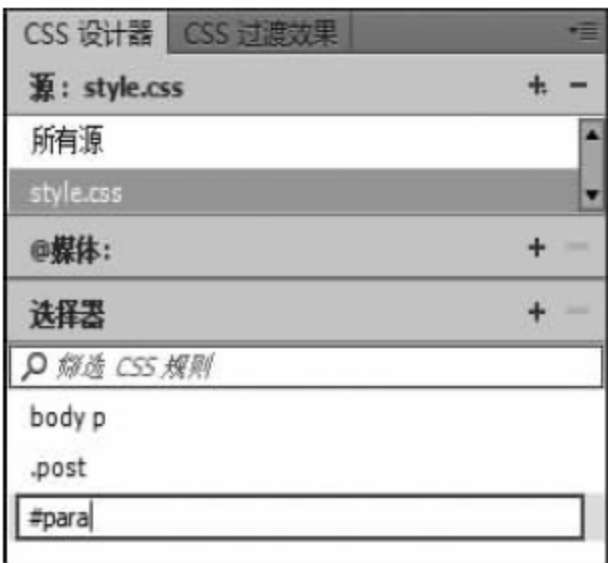 CSS 设计器 CSS 过渡效果
源: style.css
所有源
style.css
@媒体:
选择器
筛选 CSS 规则
body p
.post
#para